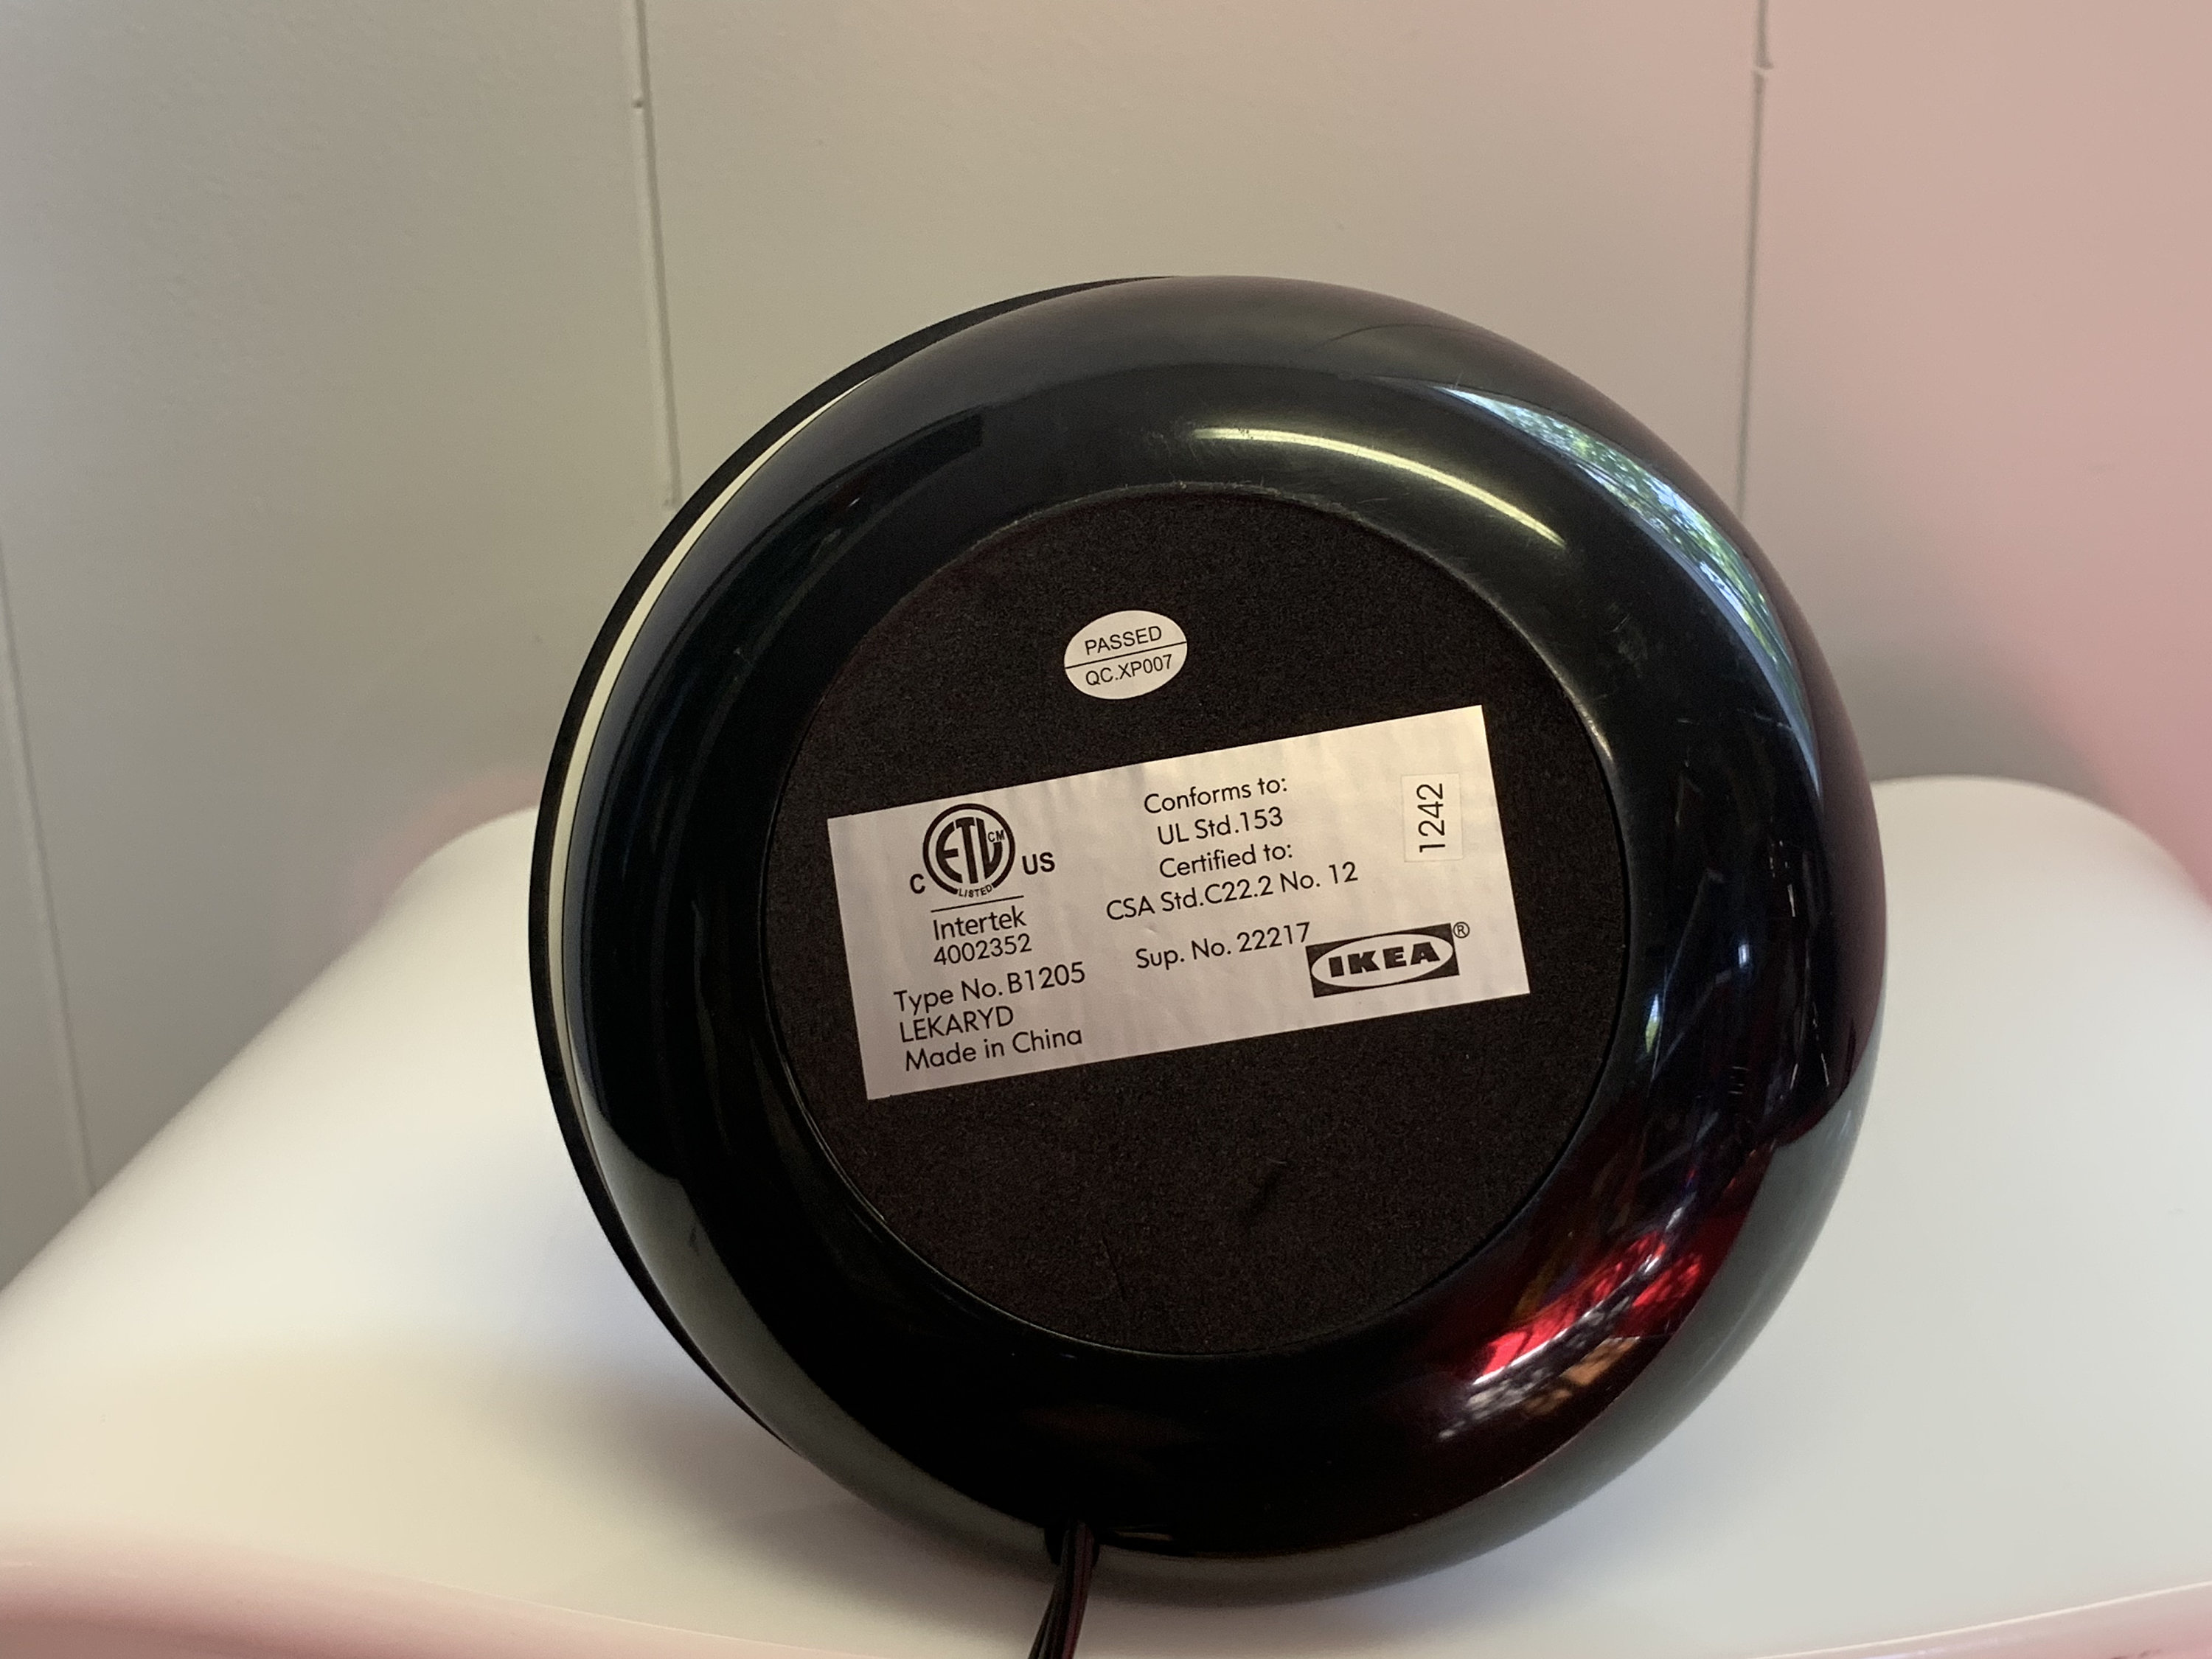 PASSED
QC.XP007
ETL CM
LISTED
C US
Intertek
4002352
Type No. B1205
LEKARYD
Made in China
Conforms to:
UL Std.153
Certified to:
CSA Std.C22.2 No. 12
Sup. No. 22217
1242
IKEA®